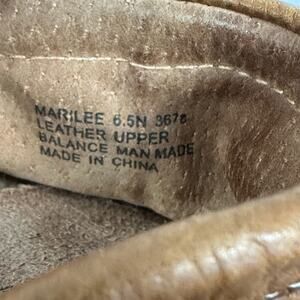 MARILEE 6.5N 3678
LEATHER UPPER
BALANCE MAN MADE
MADE IN CHINA